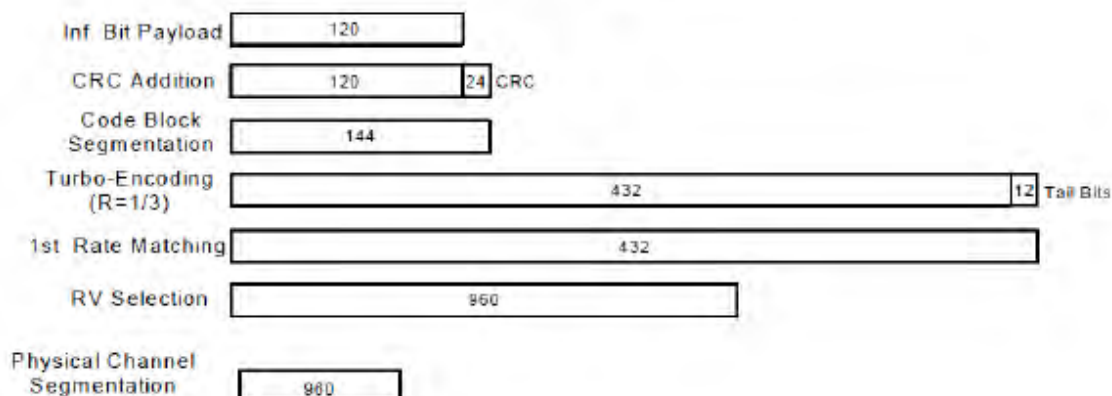 Inf Bit Payload 120
CRC Addition 120 24 CRC
Code Block
Segmentation 144
Turbo-Encoding
(R=1/3) 432 12 Tail Bits
1st Rate Matching 432
RV Selection 960
Physical Channel
Segmentation 960